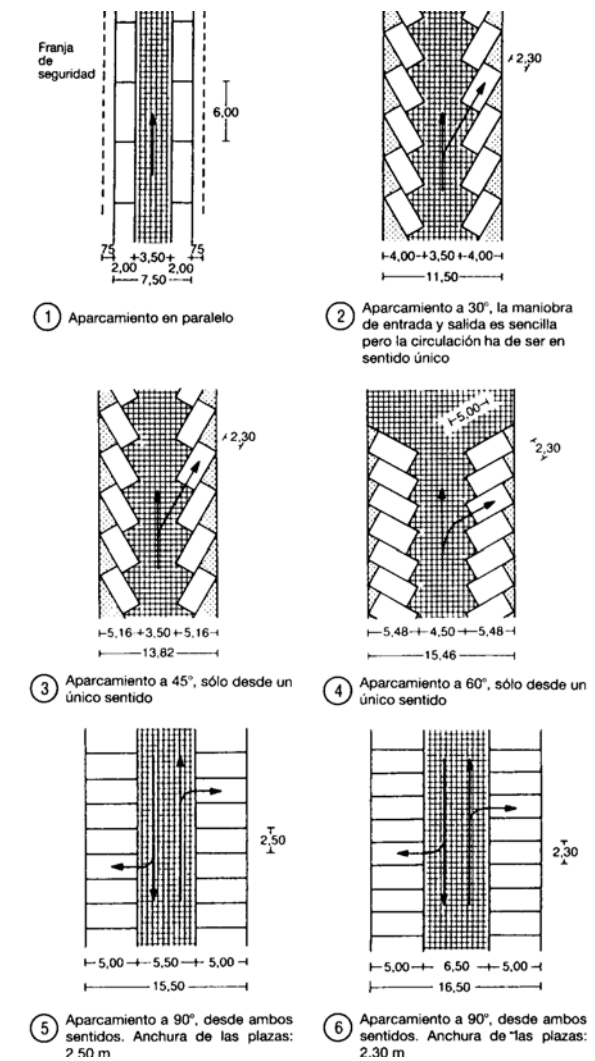 Franja
de
seguridad
6,00
75
3,50
75
2,00
2,00
7,50
1 Aparcamiento en paralelo
2,30
4,00 3,50 4,00
11,50
2 Aparcamiento a 30°, la maniobra
de entrada y salida es sencilla
pero la circulación ha de ser en
sentido único
2,30
5,16 3,50 5,16
13,82
3 Aparcamiento a 45°, sólo desde un
único sentido
5,00
2,30
5,48 4,50 5,48
15,46
4 Aparcamiento a 60°, sólo desde un
único sentido
2,50
5,00 5,50 5,00
15,50
5 Aparcamiento a 90°, desde ambos
sentidos. Anchura de las plazas:
2,50 m
2,30
5,00 6,50 5,00
16,50
6 Aparcamiento a 90°, desde ambos
sentidos. Anchura de las plazas:
2,30 m